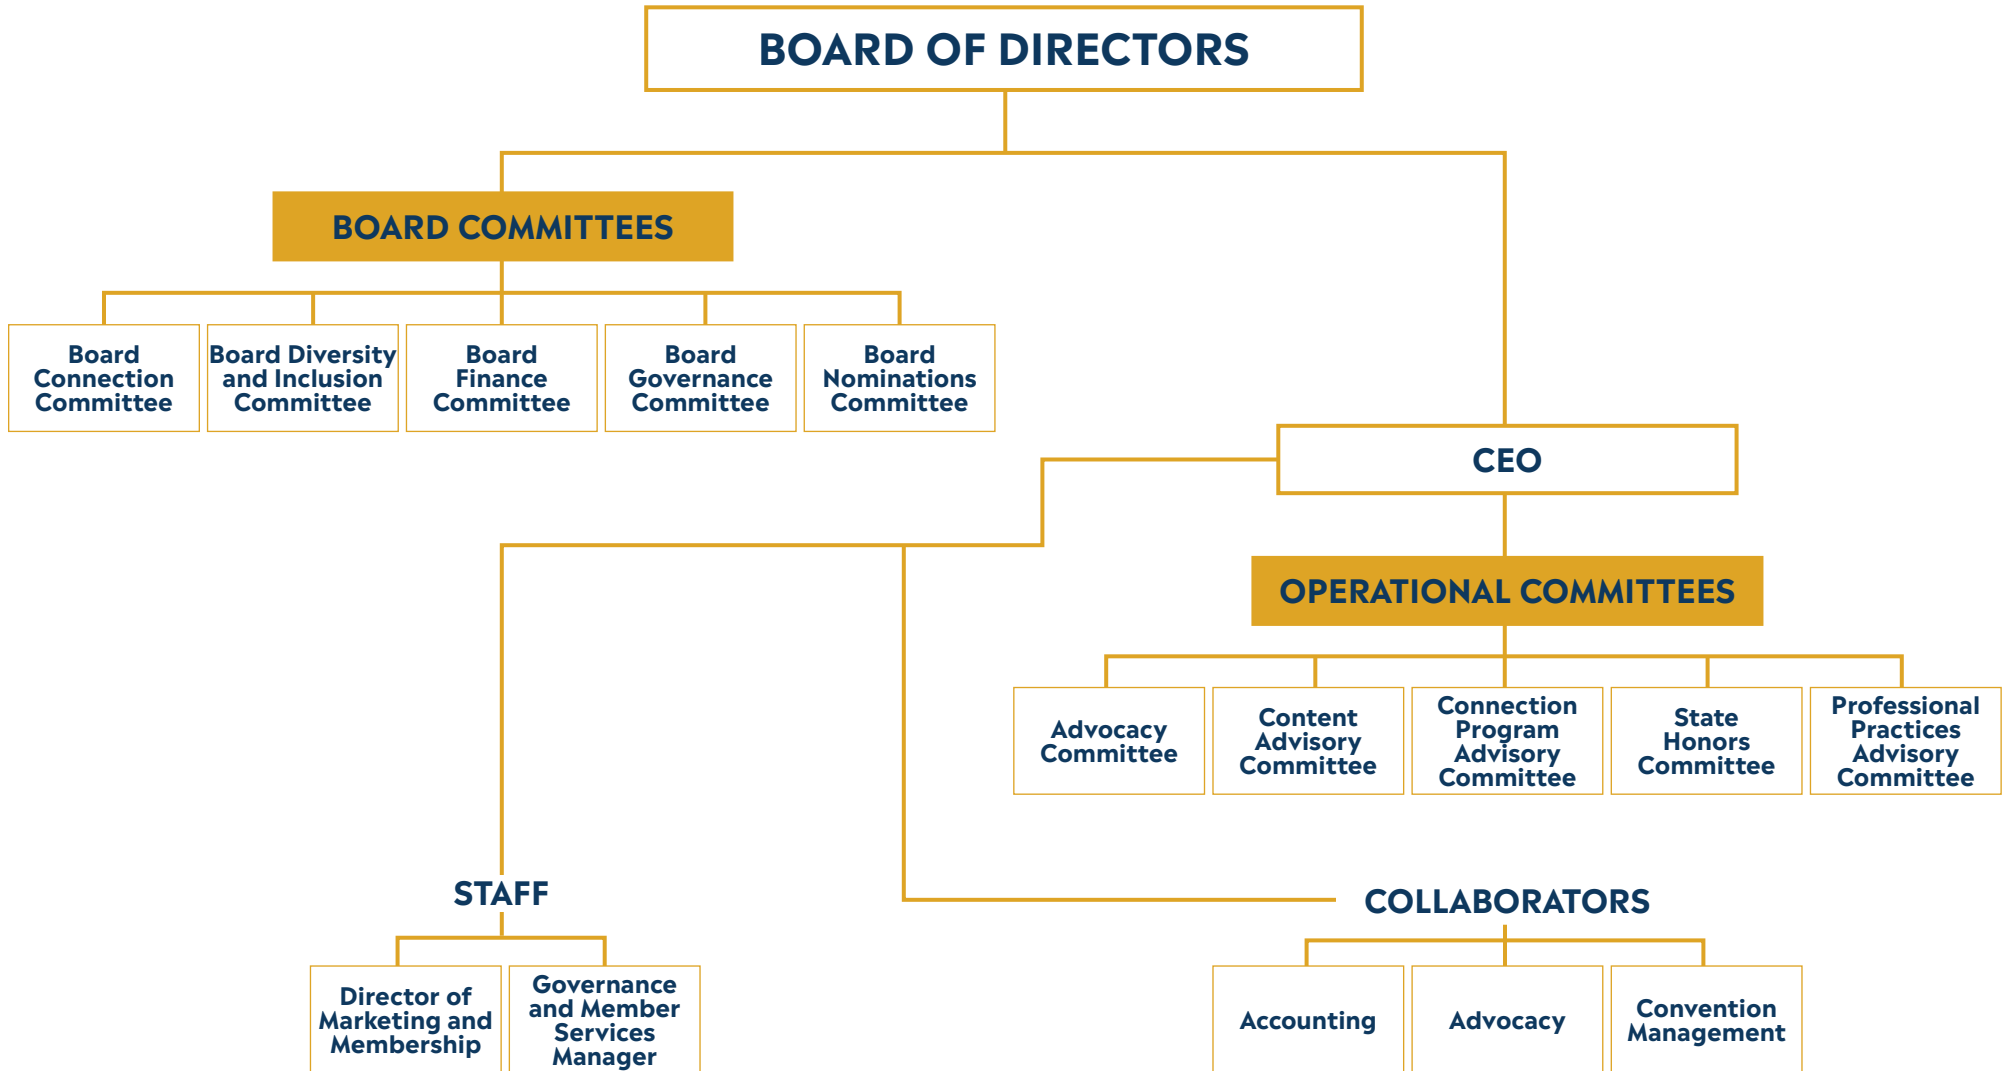 BOARD OF DIRECTORS
BOARD COMMITTEES
Board
Connection
Committee
Board Diversity
and Inclusion
Committee
Board
Finance
Committee
Board
Governance
Committee
Board
Nominations
Committee
CEO
OPERATIONAL COMMITTEES
Advocacy
Committee
Content
Advisory
Committee
Connection
Program
Advisory
Committee
State
Honors
Committee
Professional
Practices
Advisory
Committee
STAFF
Director of
Marketing and
Membership
Governance
and Member
Services
Manager
COLLABORATORS
Accounting
Advocacy
Convention
Management